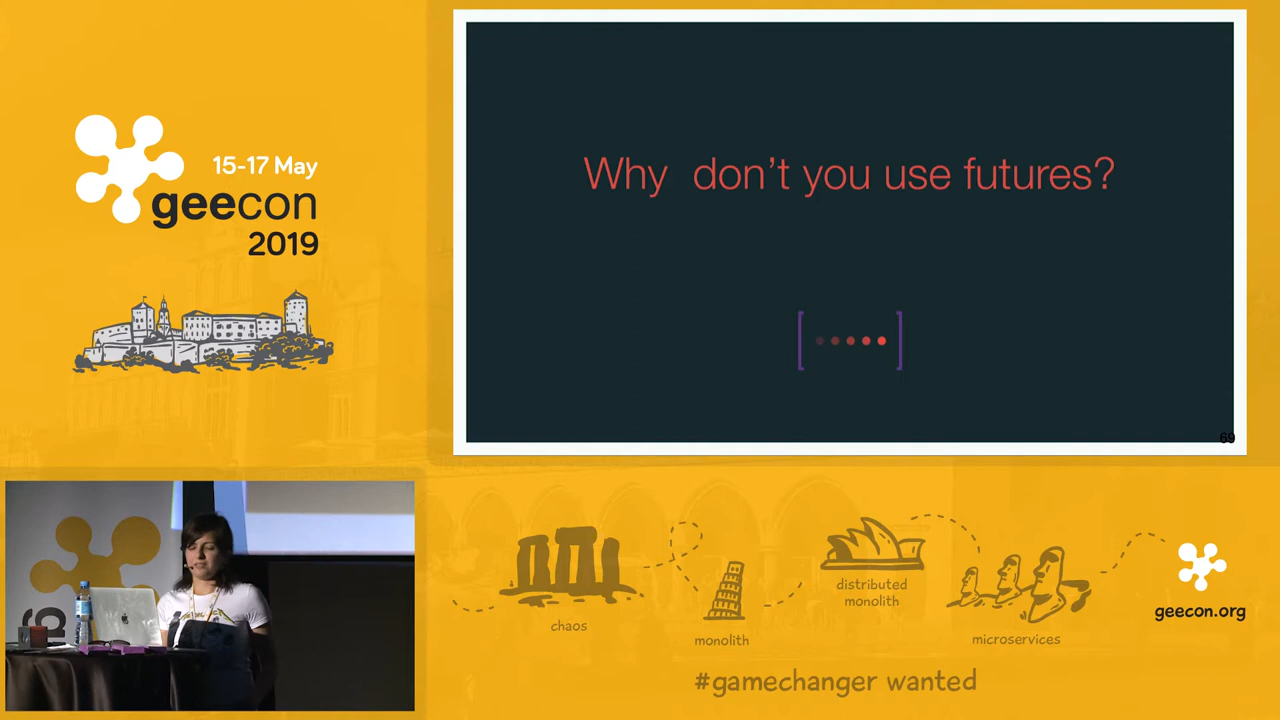 15-17 May
geecon
2019
Why don't you use futures?
69
chaos
monolith
distributed
monolith
microservices
geecon.org
#gamechanger wanted